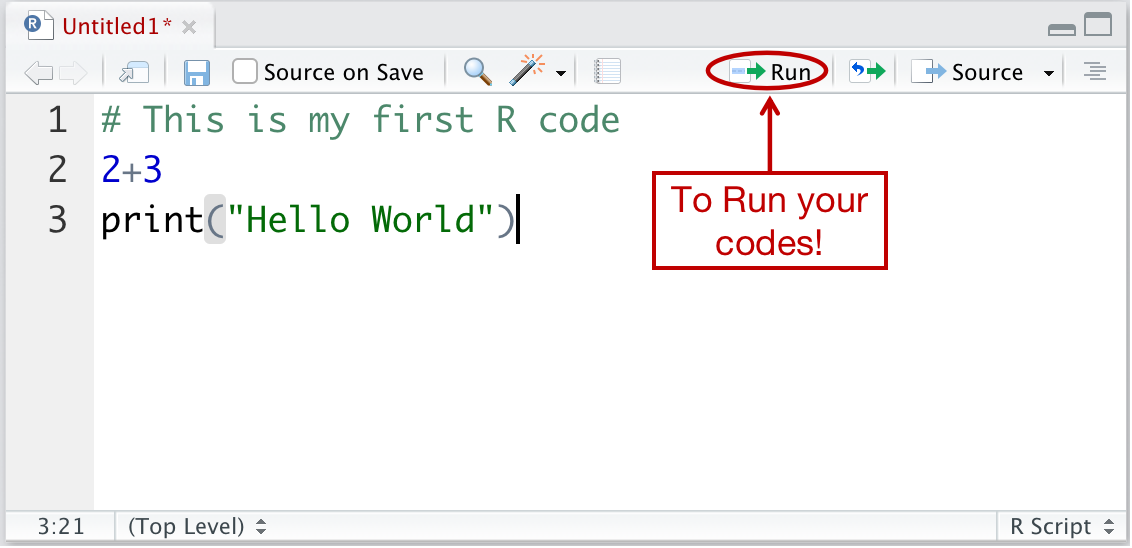 R Untitled1*
Source on Save
Run
Source
1 # This is my first R code
2 2+3
3 print("Hello World")
To Run your
codes!
3:21 (Top Level) R Script